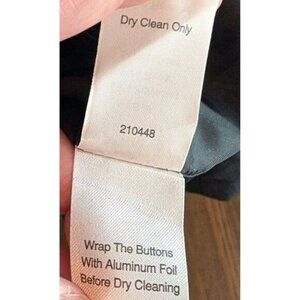 Dry Clean Only
210448
Wrap The Buttons
With Aluminum Foil
Before Dry Cleaning